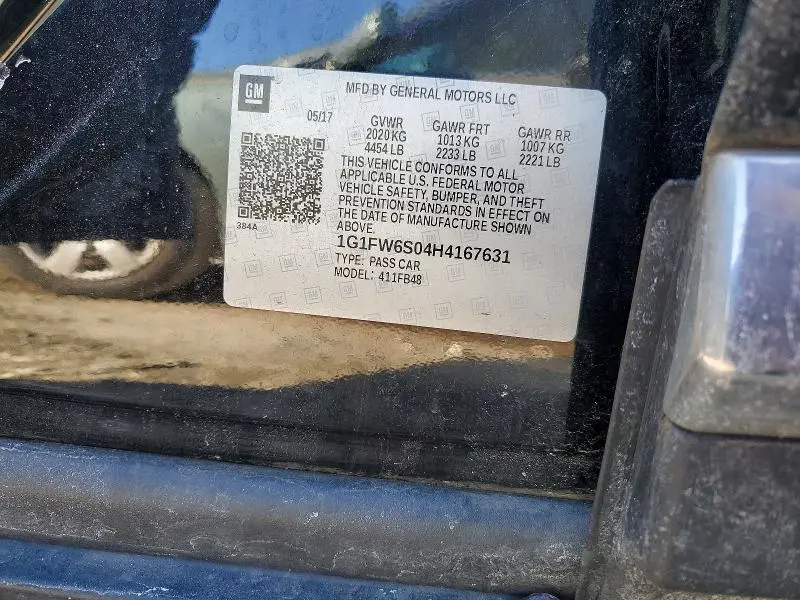 GM
MFD BY GENERAL MOTORS LLC
05/17
GVWR GAWR FRT GAWR RR
2020 KG 1013 KG 1007 KG
4454 LB 2233 LB 2221 LB
THIS VEHICLE CONFORMS TO ALL
APPLICABLE U.S. FEDERAL MOTOR
VEHICLE SAFETY, BUMPER, AND THEFT
PREVENTION STANDARDS IN EFFECT ON
THE DATE OF MANUFACTURE SHOWN
ABOVE.
384A
1G1FW6S04H4167631
TYPE: PASS CAR
MODEL: 411FB48